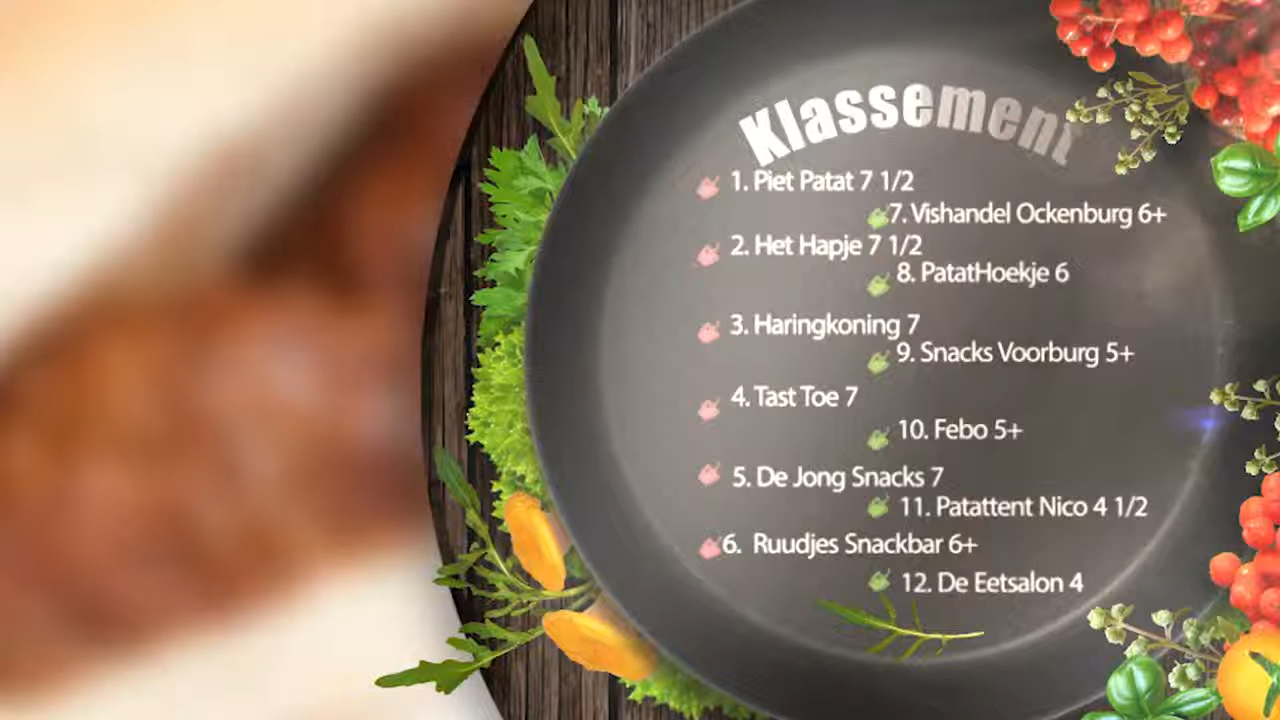 Klassement
1. Piet Patat 7 1/2
7. Vishandel Ockenburg 6+
2. Het Hapje 7 1/2
8. PatatHoekje 6
3. Haringkoning 7
9. Snacks Voorburg 5+
4. Tast Toe 7
10. Febo 5+
5. De Jong Snacks 7
11. Patattent Nico 4 1/2
6. Ruudjes Snackbar 6+
12. De Eetsalon 4